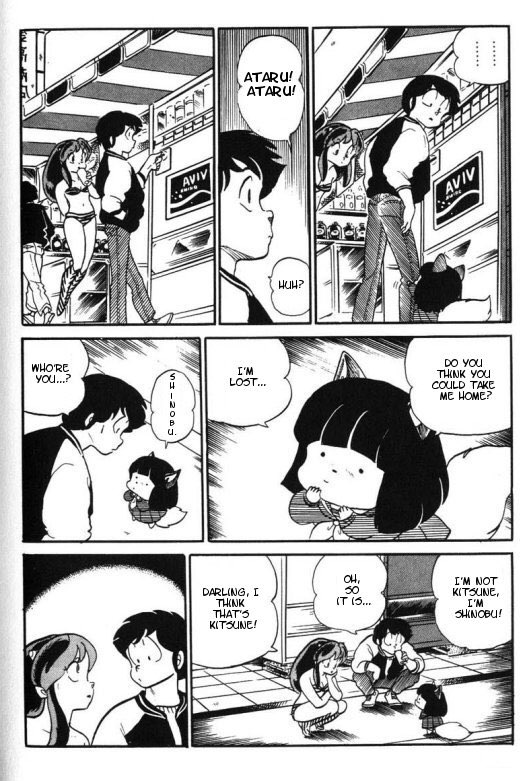 . . . .
. . . .
ATARU!
ATARU!
HUH?
AVIV
AVIV
DO YOU
THINK YOU
COULD TAKE
ME HOME?
I'M
LOST...
SHINOBU.
WHO'RE
YOU...?
I'M NOT
KITSUNE,
I'M
SHINOBU!
OH,
SO
IT IS...
DARLING, I
THINK
THAT'S
KITSUNE!